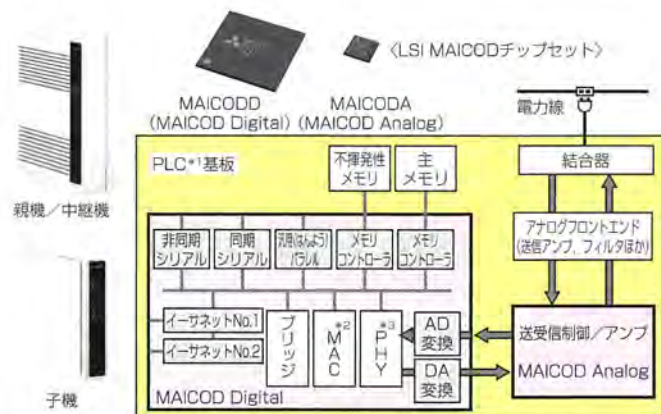 〈LSI MAICODチップセット〉
MAICODD
(MAICOD Digital)
MAICODA
(MAICOD Analog)
電力線
親機／中継機
子機
PLC*1基板
不揮発性
メモリ
主
メモリ
結合器
アナログフロントエンド
(送信アンプ、フィルタほか)
非同期
シリアル
同期
シリアル
汎用(はんよう)
パラレル
メモリ
コントローラ
メモリ
コントローラ
イーサネットNo.1
イーサネットNo.2
ブリッジ
MAC*2
PHY*3
AD
変換
DA
変換
送受信制御／アンプ
MAICOD Analog
MAICOD Digital